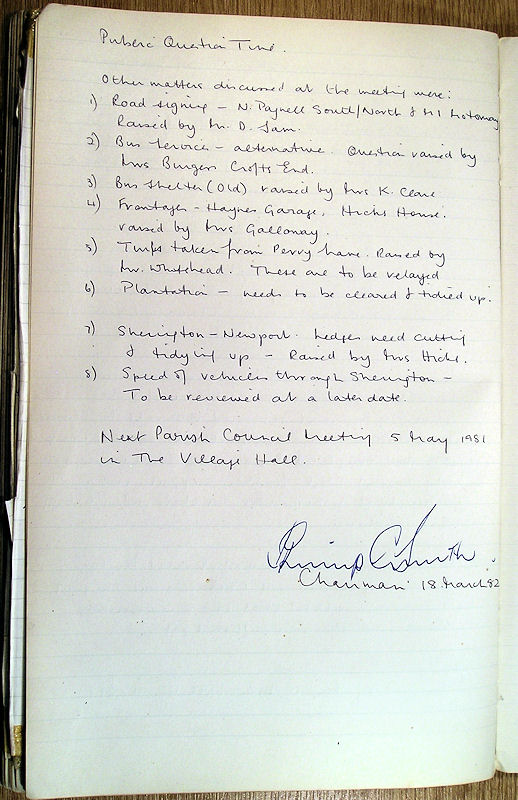 Public Question Time.
Other matters discussed at the meeting were:
1) Road signing – N. Pagnell South/North & M1 Motorway
Raised by Mr. D. Sam.
2) Bus Services – alternative. Question raised by
Mrs Burgess Crofts End.
3) Bus Shelter (Old) raised by Mrs K. Clare
4) Frontages – Haynes Garage, Hicks House.
raised by Mrs Galloway.
5) Turfs taken from Perry Lane. Raised by
Mr. Whitehead. These are to be relayed
6) Plantation – needs to be cleared & tidied up.
7) Sherington – Newport. hedges need cutting
& tidying up – Raised by Mrs Hicks.
8) Speed of vehicles through Sherington –
To be reviewed at a later date.
Next Parish Council Meeting 5 May 1981
in The Village Hall.
Philip C Smith
Chairman 18 March 82